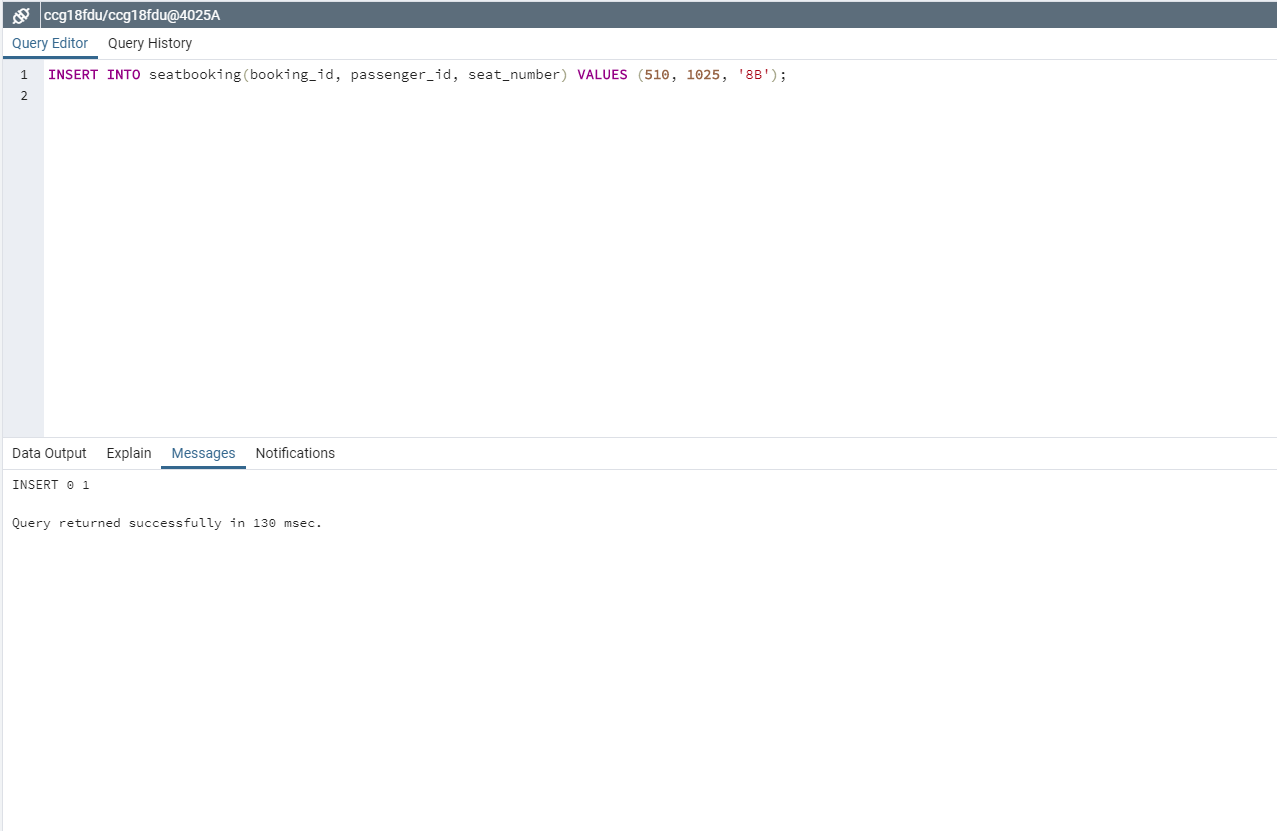 ccg18fdu/ccg18fdu@4025A
Query Editor Query History
1 INSERT INTO seatbooking(booking_id, passenger_id, seat_number) VALUES (510, 1025, '8B');
2
Data Output Explain Messages Notifications
INSERT 0 1
Query returned successfully in 130 msec.